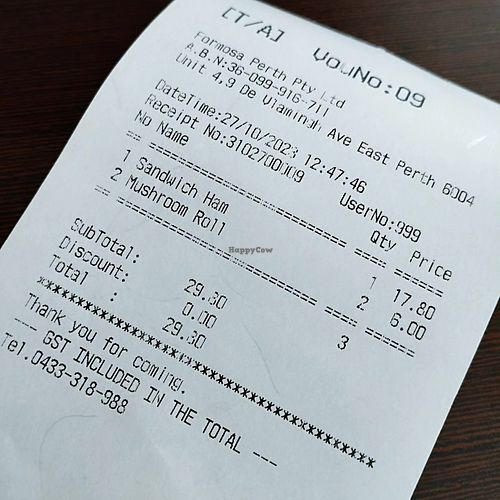 [T/A] YouNo:09
Formosa Perth Pty Ltd
A.B.N:36-099-916-711
Unit 4,9 De Vlamingh Ave East Perth 6004
DateTime:27/10/2023 12:47:46
Receipt No:3102700009 UserNo:999
No Name Qty Price
1 Sandwich Ham 1 17.80
2 Mushroom Roll 2 6.00
3
SubTotal: 29.80
Discount: 0.00
Total : 29.80
***********************************
Thank you for coming.
--- GST INCLUDED IN THE TOTAL ---
Tel.0433-318-988
HappyCow